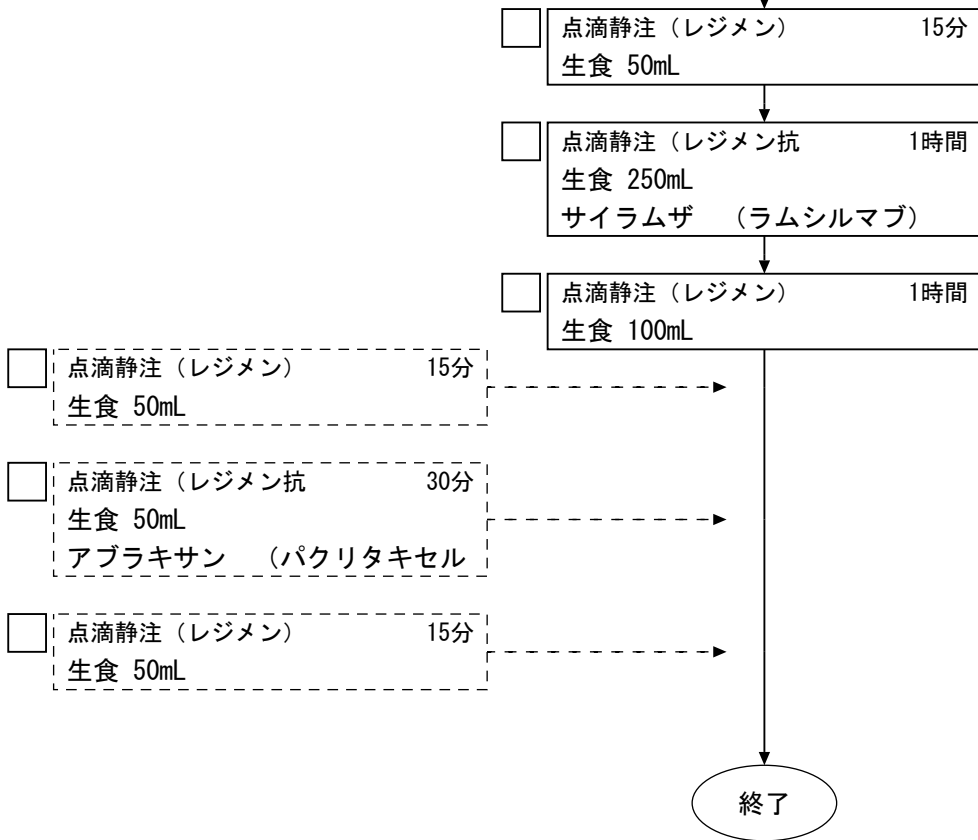 点滴静注（レジメン） 15分
生食 50mL
点滴静注（レジメン抗 1時間
生食 250mL
サイラムザ （ラムシルマブ）
点滴静注（レジメン） 1時間
生食 100mL
点滴静注（レジメン） 15分
生食 50mL
点滴静注（レジメン抗 30分
生食 50mL
アブラキサン （パクリタキセル
点滴静注（レジメン） 15分
生食 50mL
終了